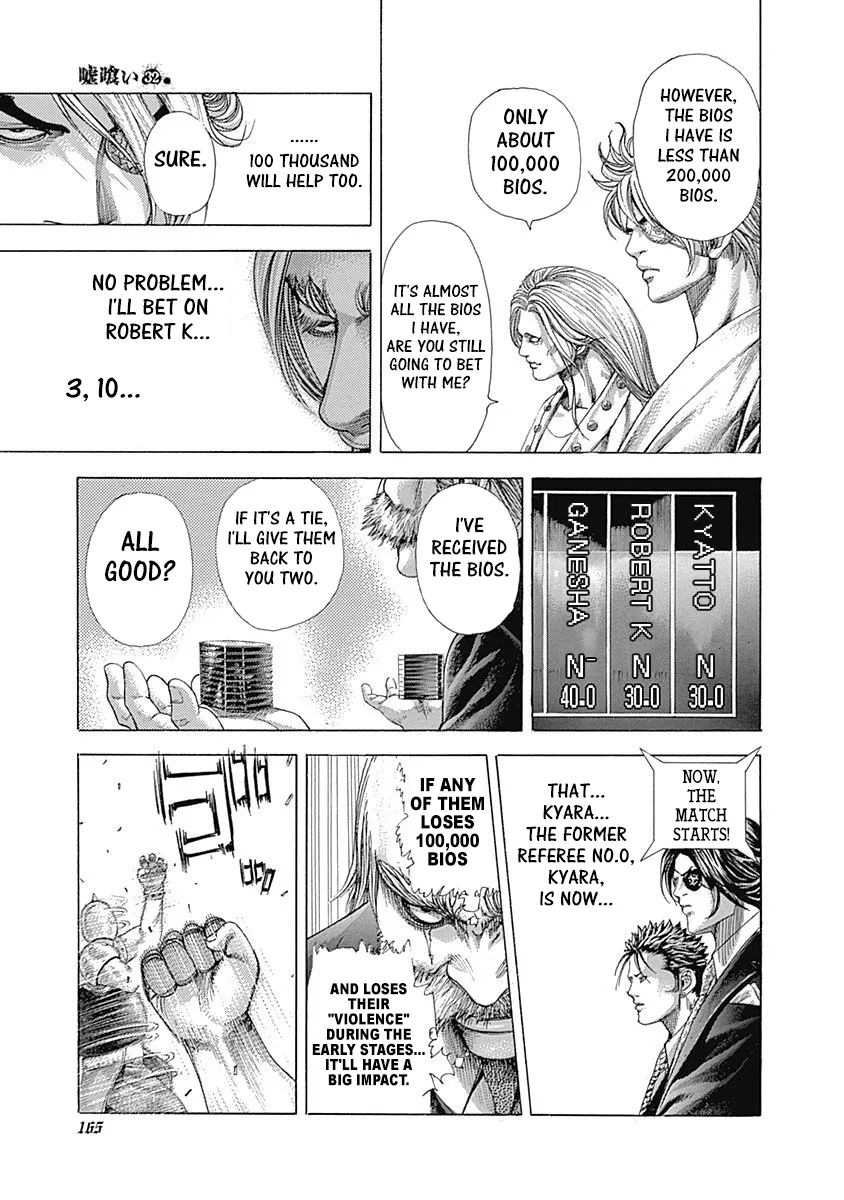 嘘喰い 32
HOWEVER,
THE BIOS
I HAVE IS
LESS THAN
200,000
BIOS.
ONLY
ABOUT
100,000
BIOS.
IT'S ALMOST
ALL THE BIOS
I HAVE,
ARE YOU STILL
GOING TO BET
WITH ME?
......
100 THOUSAND
WILL HELP TOO.
SURE.
NO PROBLEM...
I'LL BET ON
ROBERT K...
3, 10...
KYATTO N 30-0
ROBERT K N 30-0
GANESHA N 40-0
I'VE
RECEIVED
THE BIOS.
IF IT'S A TIE,
I'LL GIVE THEM
BACK TO
YOU TWO.
ALL
GOOD?
NOW,
THE
MATCH
STARTS!
THAT...
KYARA...
THE FORMER
REFEREE NO.0,
KYARA,
IS NOW...
IF ANY
OF THEM
LOSES
100,000
BIOS
AND LOSES
THEIR
"VIOLENCE"
DURING THE
EARLY STAGES...
IT'LL HAVE A
BIG IMPACT.
165